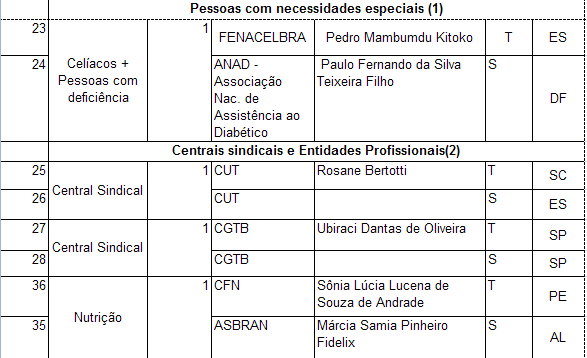 Pessoas com necessidades especiais (1)
23 1 FENACELBRA Pedro Mambumdu Kitoko T ES
Celíacos +
Pessoas com
deficiência
24 ANAD - Paulo Fernando da Silva S
Associação Teixeira Filho
Nac. de DF
Assistência ao
Diabético
Centrais sindicais e Entidades Profissionais(2)
25 1 CUT Rosane Bertotti T SC
Central Sindical
26 CUT S ES
27 1 CGTB Ubiraci Dantas de Oliveira T SP
Central Sindical
28 CGTB S SP
36 1 CFN Sônia Lúcia Lucena de T
Souza de Andrade PE
Nutrição
35 ASBRAN Márcia Samia Pinheiro S
Fidelix AL